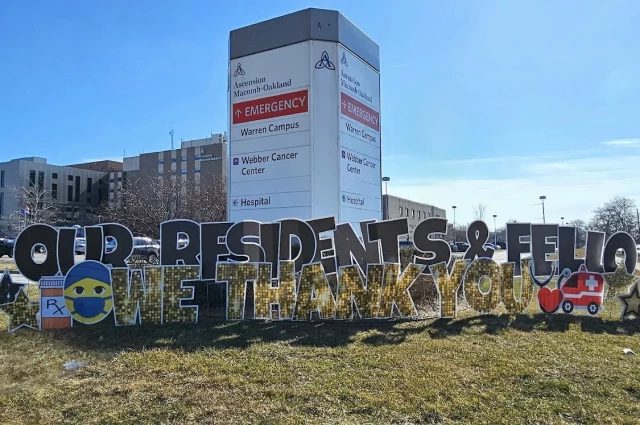 Ascension
Macomb-Oakland
↑ EMERGENCY
Warren Campus
Webber Cancer
Center
← Hospital
Ascension
Macomb-Oakland
→ EMERGENCY
Warren Campus
Webber Cancer
Center
← Hospital
OUR RESIDENTS & FELLO
WE THANK YOU
Rx